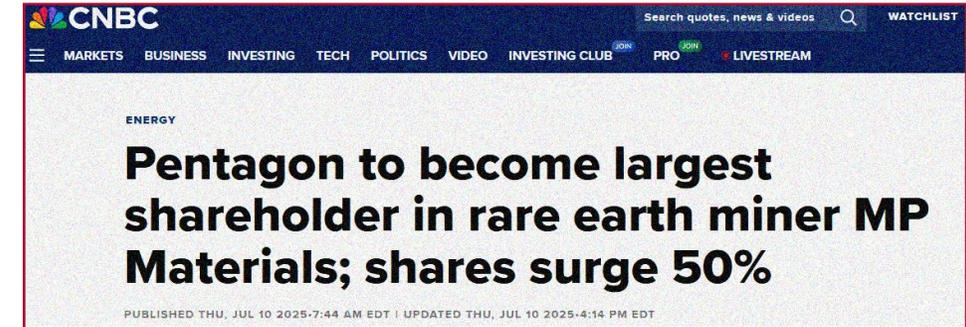 CNBC Search quotes, news & videos WATCHLIST
MARKETS BUSINESS INVESTING TECH POLITICS VIDEO INVESTING CLUB JOIN PRO JOIN LIVESTREAM
ENERGY
Pentagon to become largest
shareholder in rare earth miner MP
Materials; shares surge 50%
PUBLISHED THU, JUL 10 2025•7:44 AM EDT | UPDATED THU, JUL 10 2025•4:14 PM EDT